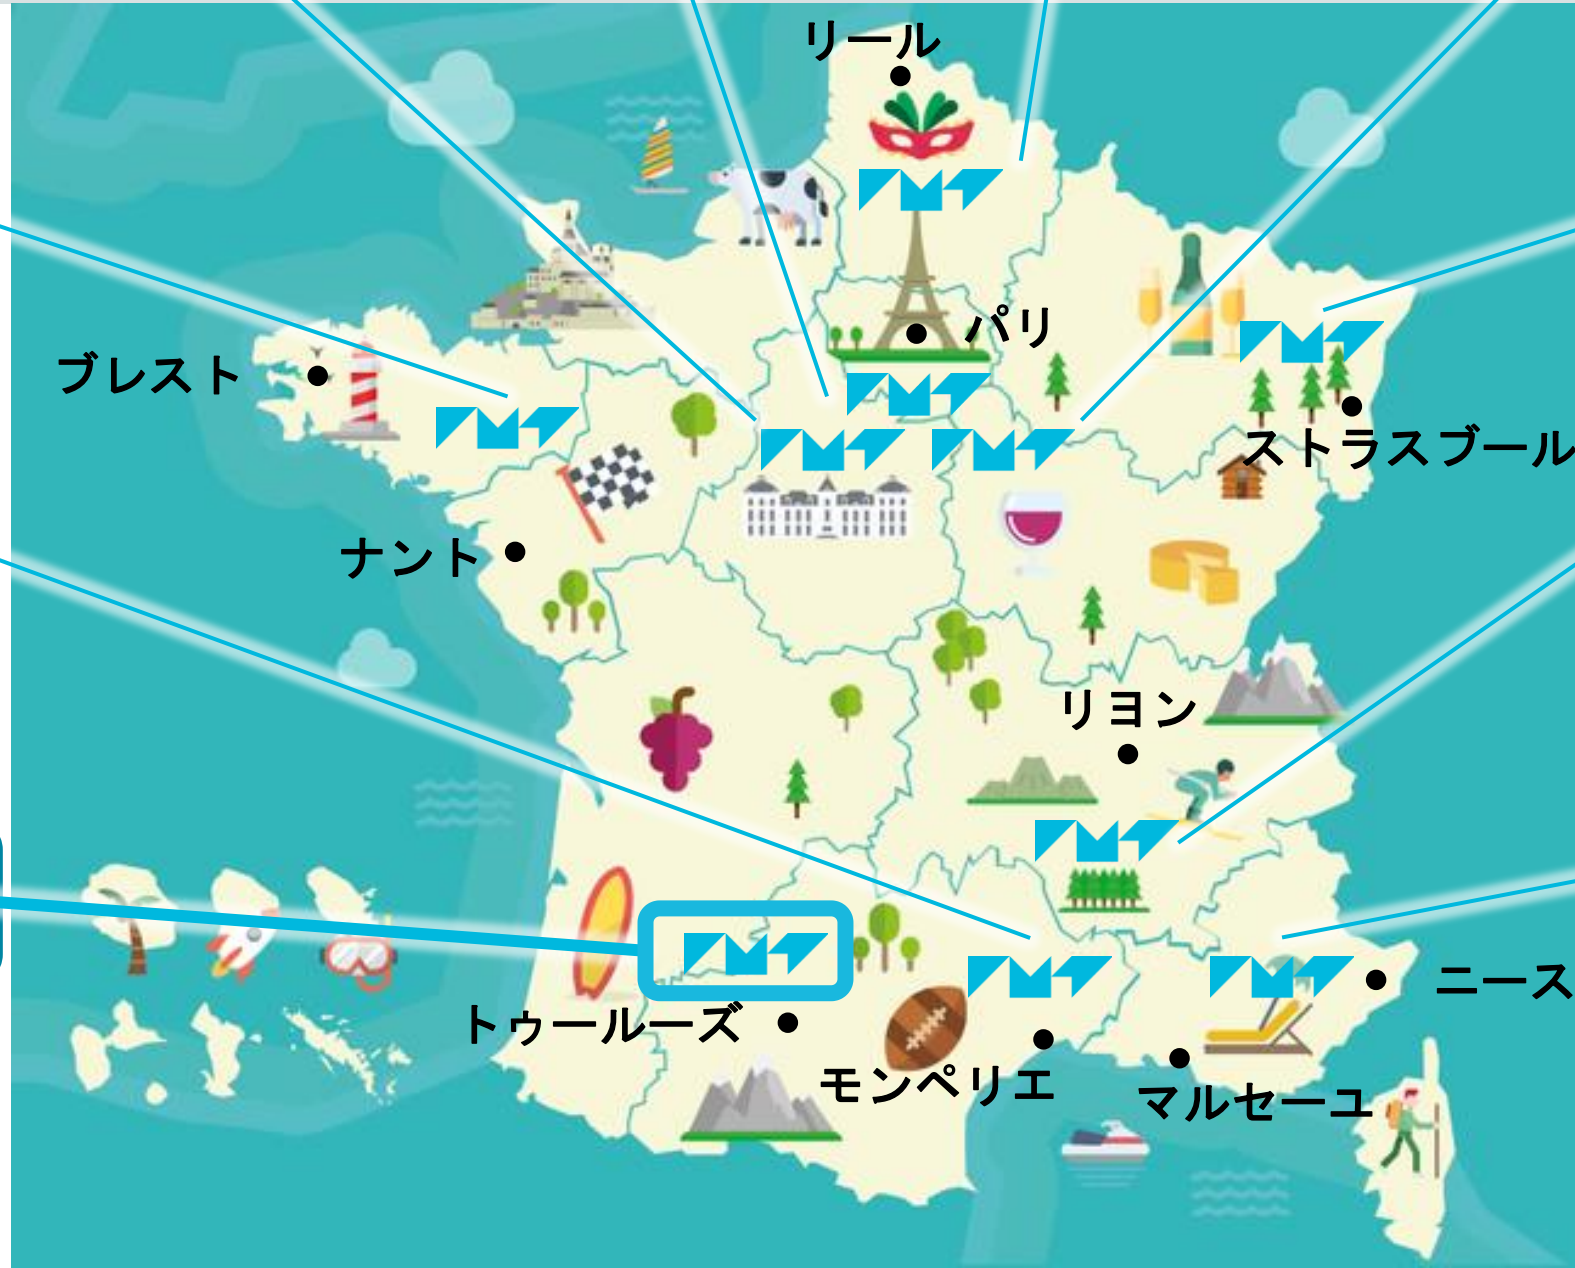 リール
パリ
ブレスト
ストラスブール
ナント
リヨン
ニース
トゥールーズ
モンペリエ
マルセーユ